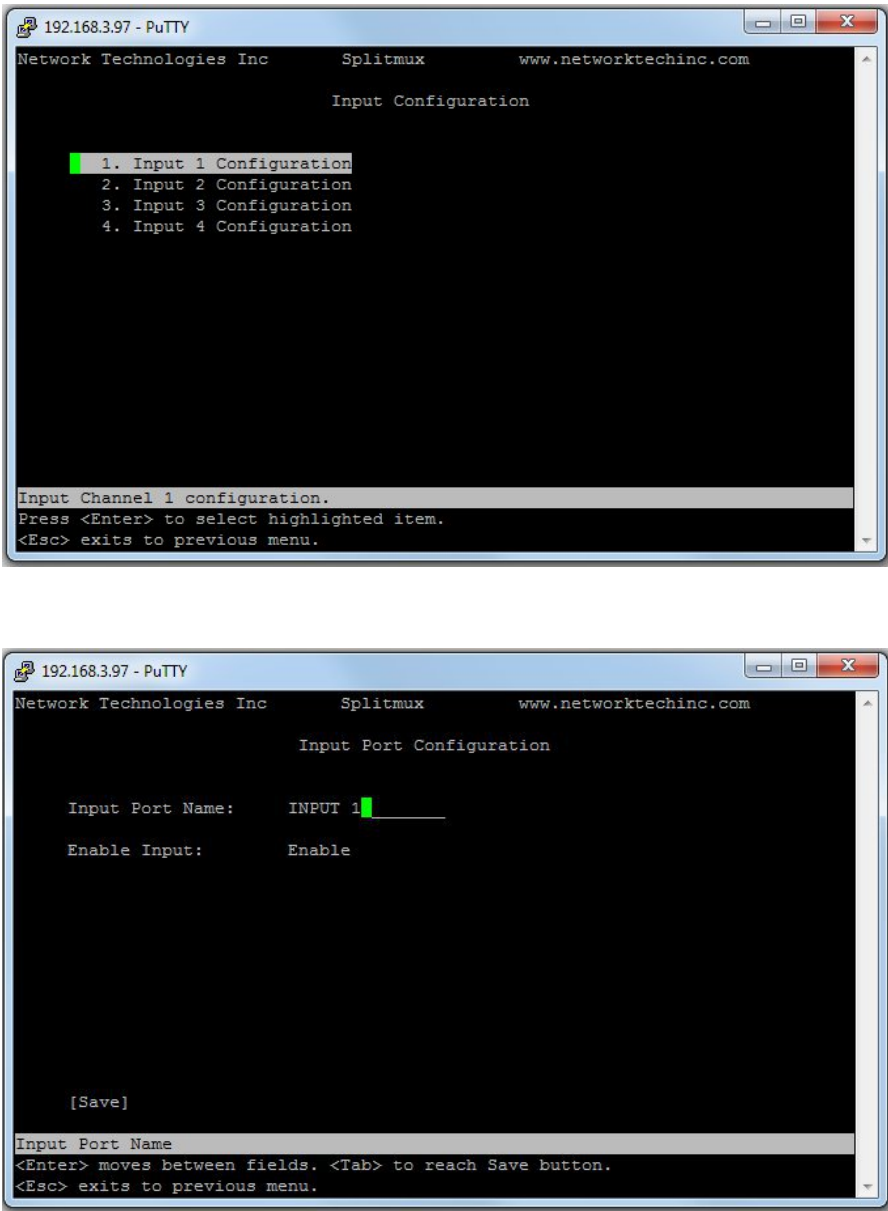 192.168.3.97 - PuTTY
Network Technologies Inc Splitmux www.networktechinc.com
Input Configuration
1. Input 1 Configuration
2. Input 2 Configuration
3. Input 3 Configuration
4. Input 4 Configuration
Input Channel 1 configuration.
Press <Enter> to select highlighted item.
<Esc> exits to previous menu.
192.168.3.97 - PuTTY
Network Technologies Inc Splitmux www.networktechinc.com
Input Port Configuration
Input Port Name: INPUT 1________
Enable Input: Enable
[Save]
Input Port Name
<Enter> moves between fields. <Tab> to reach Save button.
<Esc> exits to previous menu.